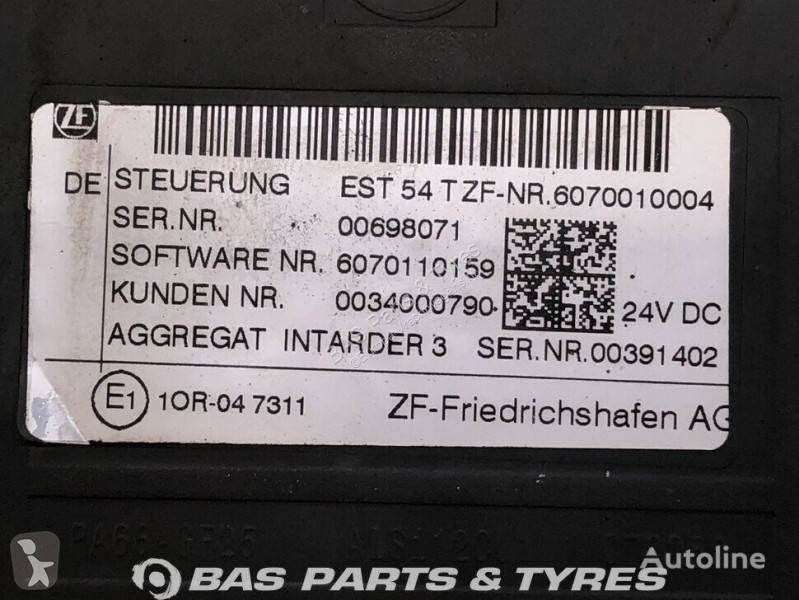 ZF
DE STEUERUNG EST 54 T ZF-NR.6070010004
SER.NR. 00698071
SOFTWARE NR. 6070110159
KUNDEN NR. 0034000790 24V DC
AGGREGAT INTARDER 3 SER.NR.00391402
E1 10R-04 7311 ZF-Friedrichshafen AG
BAS PARTS & TYRES
Autoline